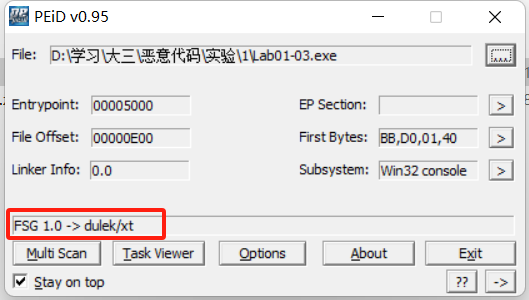 PEiD v0.95
File: D:\学习\大三\恶意代码\实验\1\Lab01-03.exe ...
Entrypoint: 00005000 EP Section: >
File Offset: 00000E00 First Bytes: BB,D0,01,40 >
Linker Info: 0.0 Subsystem: Win32 console >
FSG 1.0 -> dulek/xt
Multi Scan Task Viewer Options About Exit
Stay on top ?? ->